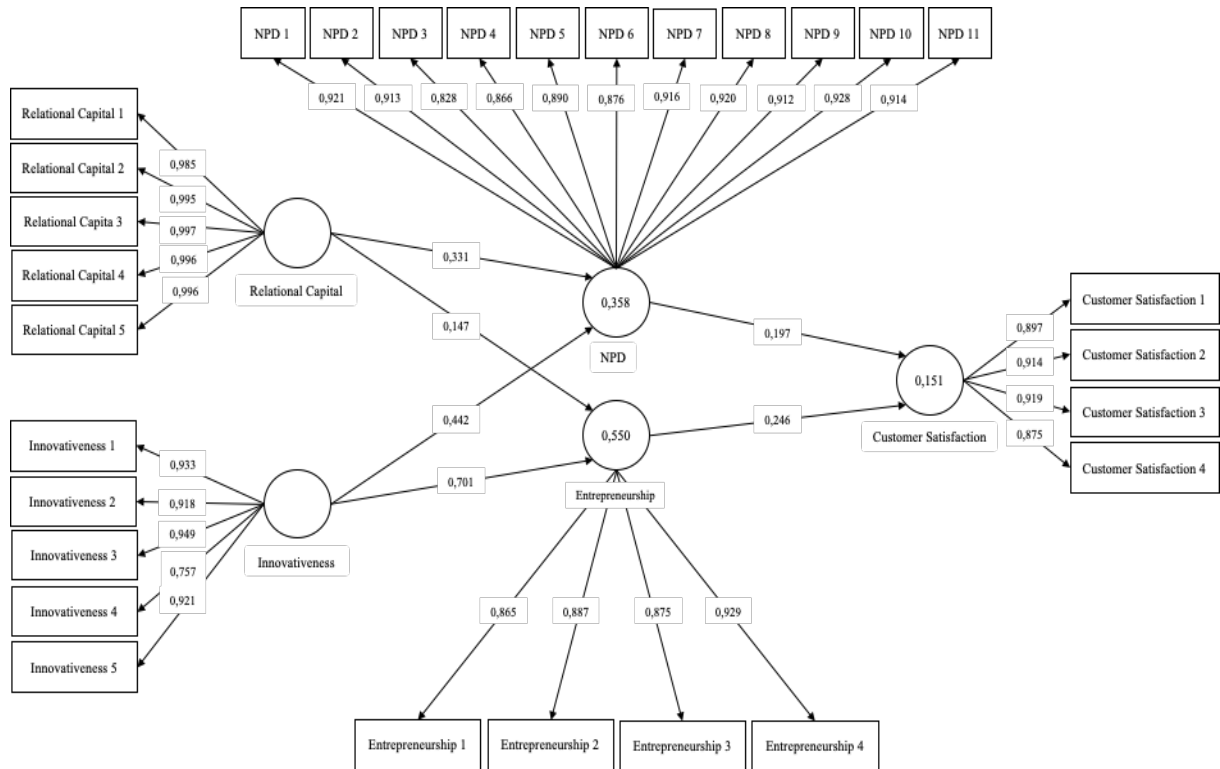 NPD 1
NPD 2
NPD 3
NPD 4
NPD 5
NPD 6
NPD 7
NPD 8
NPD 9
NPD 10
NPD 11
0,921
0,913
0,828
0,866
0,890
0,876
0,916
0,920
0,912
0,928
0,914
Relational Capital 1
Relational Capital 2
Relational Capita 3
Relational Capital 4
Relational Capital 5
0,985
0,995
0,997
0,996
0,996
Relational Capital
0,331
0,147
0,358
NPD
0,197
0,442
0,701
0,550
Entrepreneurship
0,246
0,151
Customer Satisfaction
0,897
0,914
0,919
0,875
Customer Satisfaction 1
Customer Satisfaction 2
Customer Satisfaction 3
Customer Satisfaction 4
Innovativeness 1
Innovativeness 2
Innovativeness 3
Innovativeness 4
Innovativeness 5
0,933
0,918
0,949
0,757
0,921
Innovativeness
0,865
0,887
0,875
0,929
Entrepreneurship 1
Entrepreneurship 2
Entrepreneurship 3
Entrepreneurship 4